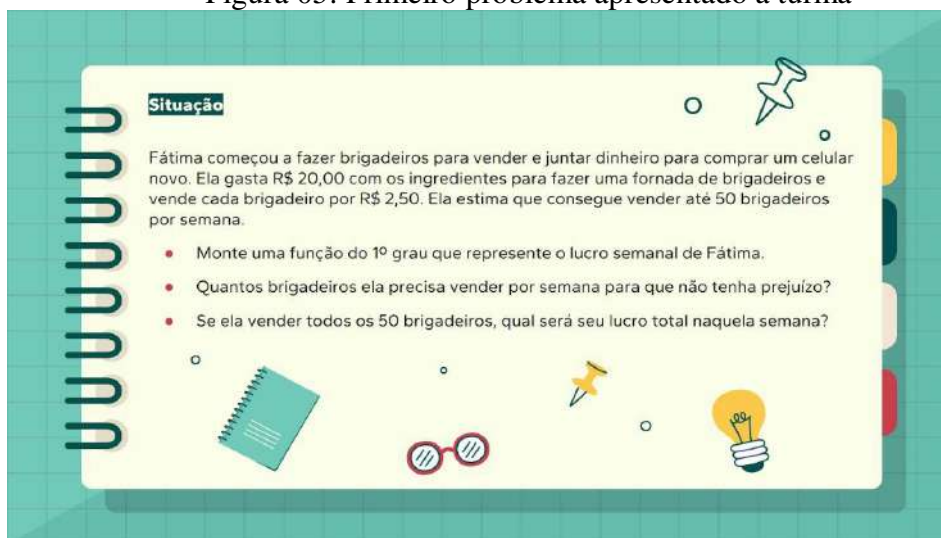 Figura 03: Primeiro problema apresentado à turma
Situação
Fátima começou a fazer brigadeiros para vender e juntar dinheiro para comprar um celular
novo. Ela gasta R$ 20,00 com os ingredientes para fazer uma fornada de brigadeiros e
vende cada brigadeiro por R$ 2,50. Ela estima que consegue vender até 50 brigadeiros
por semana.
• Monte uma função do 1º grau que represente o lucro semanal de Fátima.
• Quantos brigadeiros ela precisa vender por semana para que não tenha prejuízo?
• Se ela vender todos os 50 brigadeiros, qual será seu lucro total naquela semana?